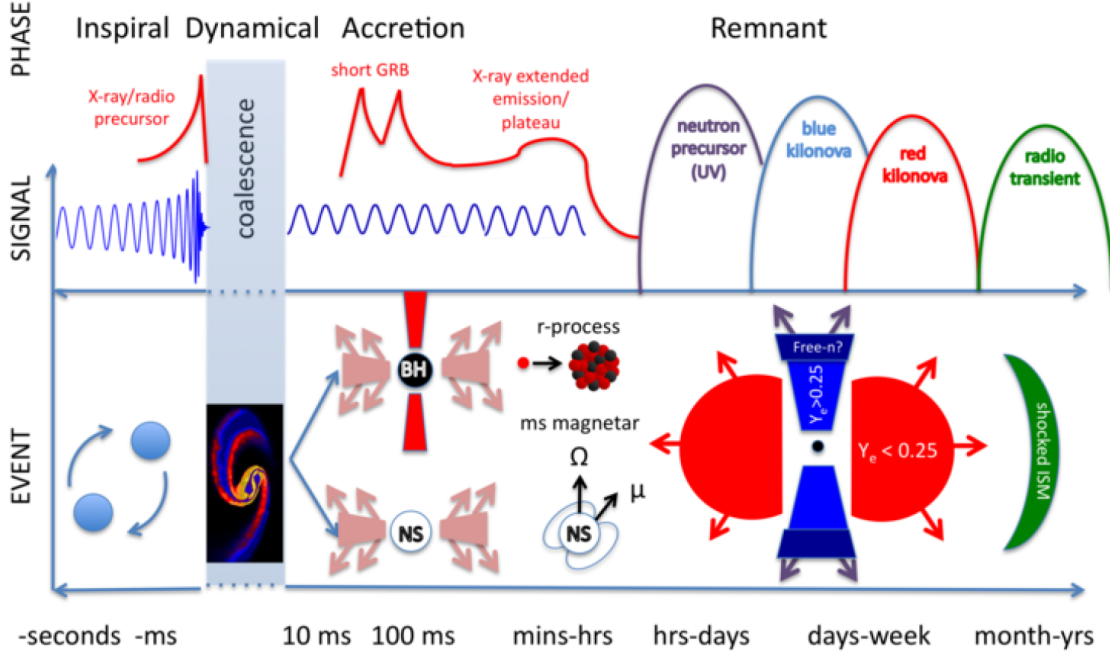 PHASE
Inspiral
Dynamical
Accretion
Remnant
SIGNAL
X-ray/radio
precursor
coalescence
short GRB
X-ray extended
emission/
plateau
neutron
precursor
(UV)
blue
kilonova
red
kilonova
radio
transient
EVENT
BH
NS
r-process
ms magnetar
Ω
μ
NS
Free-n?
Yₑ>0.25
Yₑ < 0.25
shocked ISM
-seconds
-ms
10 ms
100 ms
mins-hrs
hrs-days
days-week
month-yrs